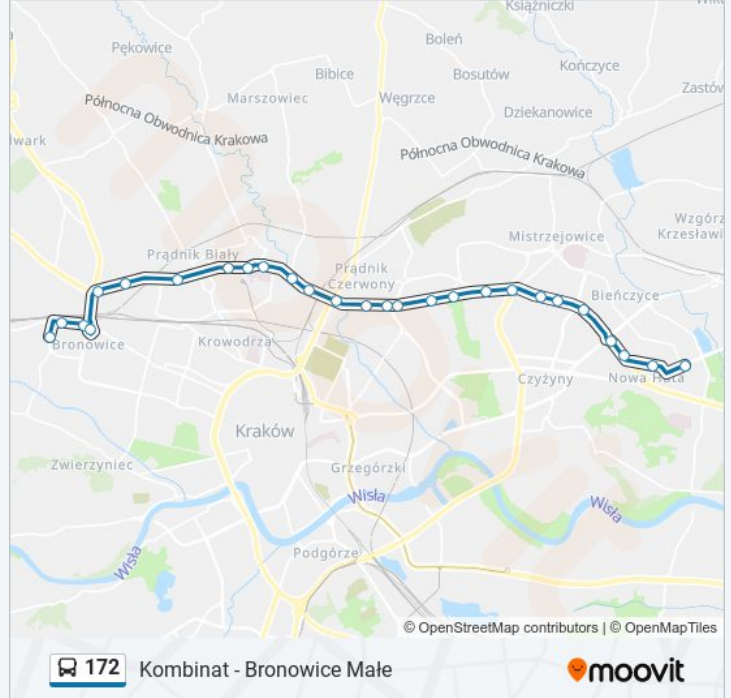 Książniczki
Pękowice
Boleń
Bibice
Bosutów
Kończyce
Marszowiec
Węgrzce
Zastów
Dziekanowice
Północna Obwodnica Krakowa
Północna Obwodnica Krakowa
Wzgórz
Krzesławi
Mistrzejowice
Prądnik Biały
Prądnik
Czerwony
Bieńczyce
Bronowice
Krowodrza
Czyżyny
Nowa Huta
Kraków
Zwierzyniec
Grzegórzki
Wisła
Wisła
Podgórze
Wisła
© OpenStreetMap contributors | © OpenMapTiles
172 Kombinat - Bronowice Małe
moovit